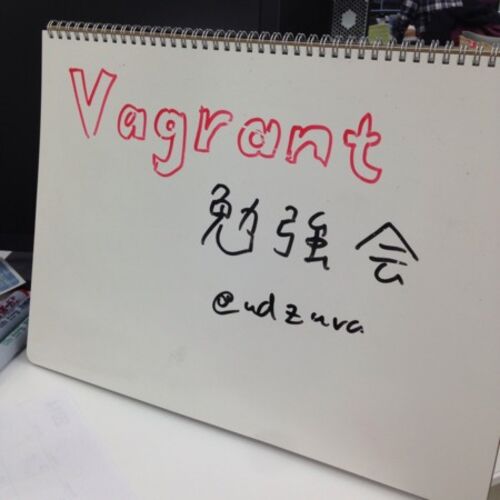 Vagrant
勉強会
@udzura